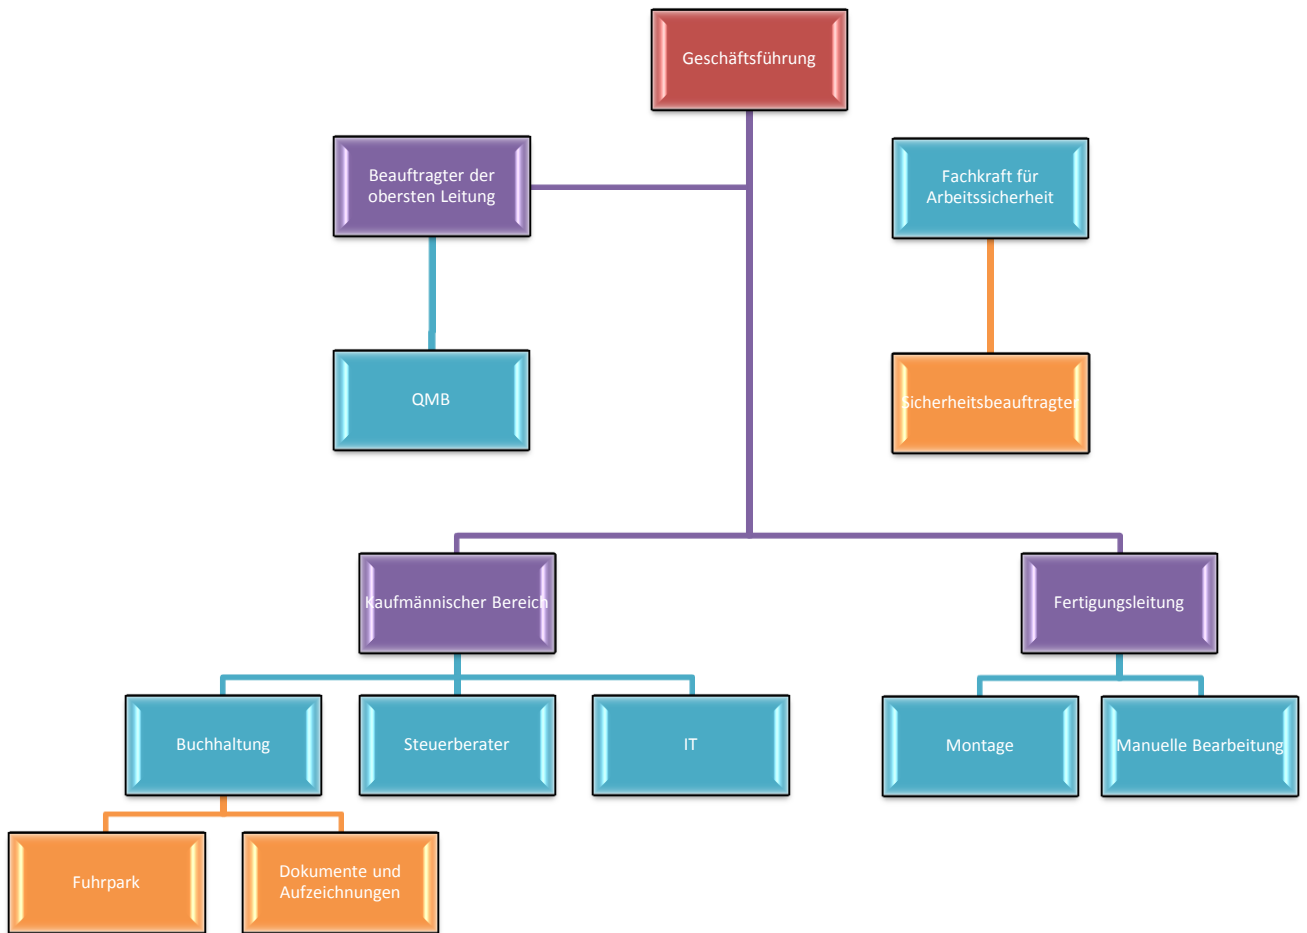 Geschäftsführung
Beauftragter der
obersten Leitung
Fachkraft für
Arbeitssicherheit
QMB
Sicherheitsbeauftragter
Kaufmännischer Bereich
Fertigungsleitung
Buchhaltung
Steuerberater
IT
Montage
Manuelle Bearbeitung
Fuhrpark
Dokumente und
Aufzeichnungen